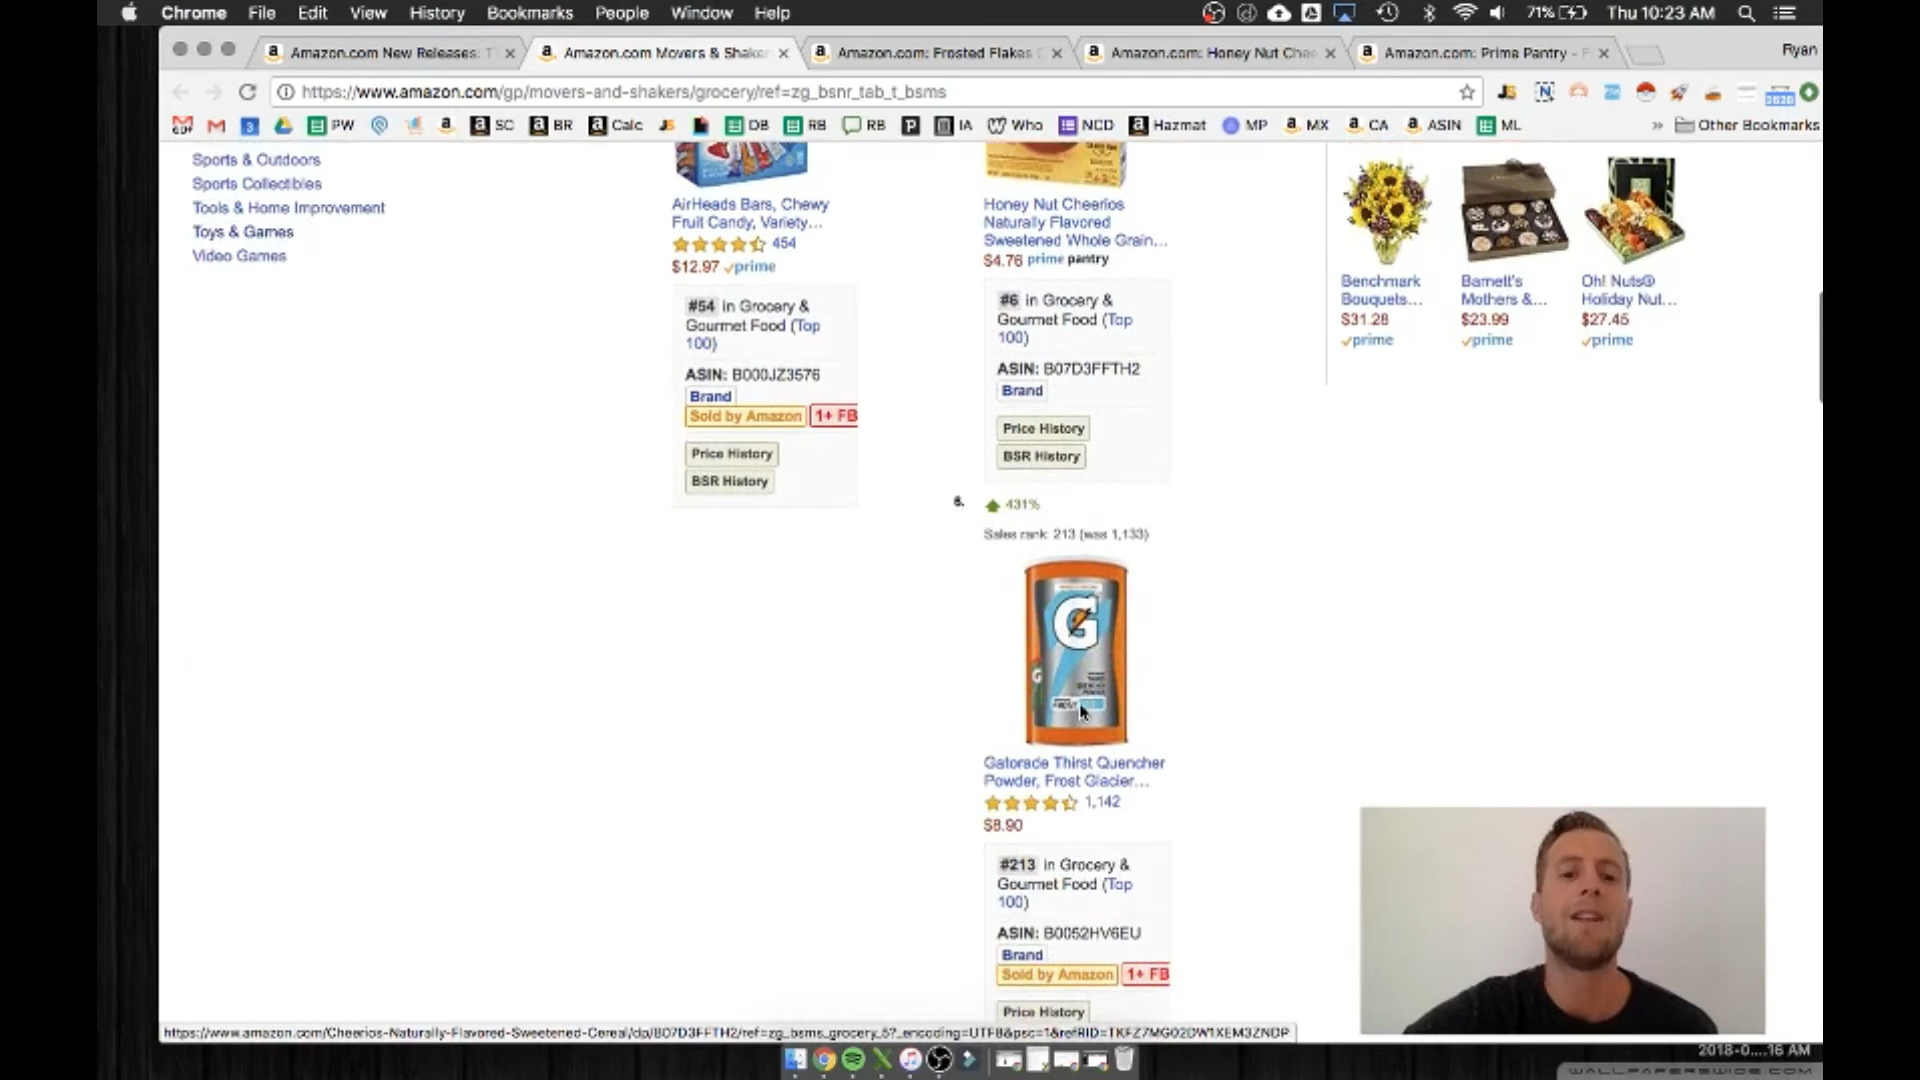 Chrome File Edit View History Bookmarks People Window Help
71% Thu 10:23 AM
Amazon.com New Releases: T
Amazon.com Movers & Shake
Amazon.com: Frosted Flakes
Amazon.com: Honey Nut Chee
Amazon.com: Prime Pantry - F
Ryan
https://www.amazon.com/gp/movers-and-shakers/grocery/ref=zg_bsnr_tab_t_bsms
PW SC BR Calc DB RB RB IA Who NCD Hazmat MP MX CA ASIN ML » Other Bookmarks
Sports & Outdoors
Sports Collectibles
Tools & Home Improvement
Toys & Games
Video Games
AirHeads Bars, Chewy
Fruit Candy, Variety...
454
$12.97 prime
#54 in Grocery &
Gourmet Food (Top
100)
ASIN: B000JZ3576
Brand
Sold by Amazon 1+ FB
Price History
BSR History
Honey Nut Cheerios
Naturally Flavored
Sweetened Whole Grain...
$4.76 prime pantry
#6 in Grocery &
Gourmet Food (Top
100)
ASIN: B07D3FFTH2
Brand
Price History
BSR History
6. 431%
Sales rank: 213 (was 1,133)
G
Gatorade Thirst Quencher
Powder, Frost Glacier...
1,142
$8.90
#213 in Grocery &
Gourmet Food (Top
100)
ASIN: B0052HV6EU
Brand
Sold by Amazon 1+ FB
Price History
Benchmark
Bouquets...
$31.28
prime
Barnett's
Mothers &...
$23.99
prime
Oh! Nuts®
Holiday Nut...
$27.45
prime
https://www.amazon.com/Cheerios-Naturally-Flavored-Sweetened-Cereal/dp/B07D3FFTH2/ref=zg_bsms_grocery_5?_encoding=UTF8&psc=1&refRID=TKFZ7MG02DW1XEM3ZNDP
2018-0....16 AM
WALLPAPERSWIDE.COM